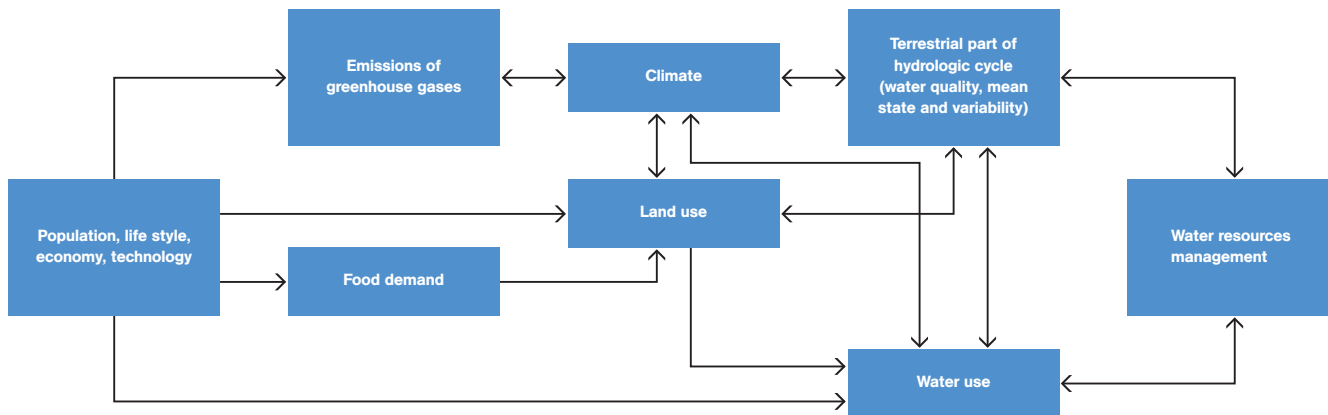 Emissions of
greenhouse gases
Climate
Terrestrial part of
hydrologic cycle
(water quality, mean
state and variability)
Population, life style,
economy, technology
Land use
Water resources
management
Food demand
Water use